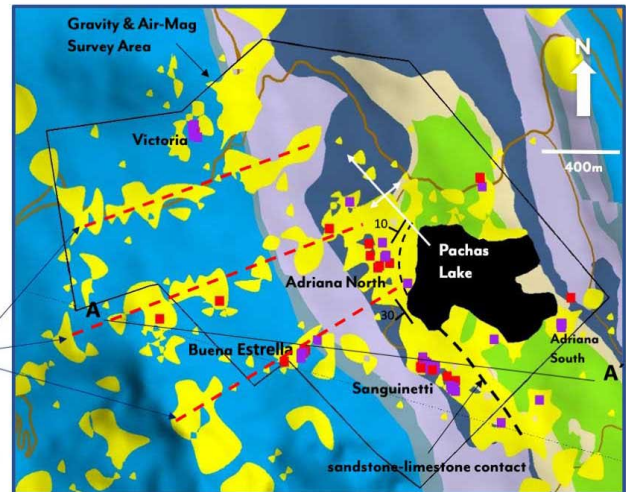 Gravity & Air-Mag
Survey Area
N
400m
Victoria
10
Pachas
Lake
Adriana North
A
30
Buena Estrella
Adriana
South
A'
Sanguinetti
sandstone-limestone contact